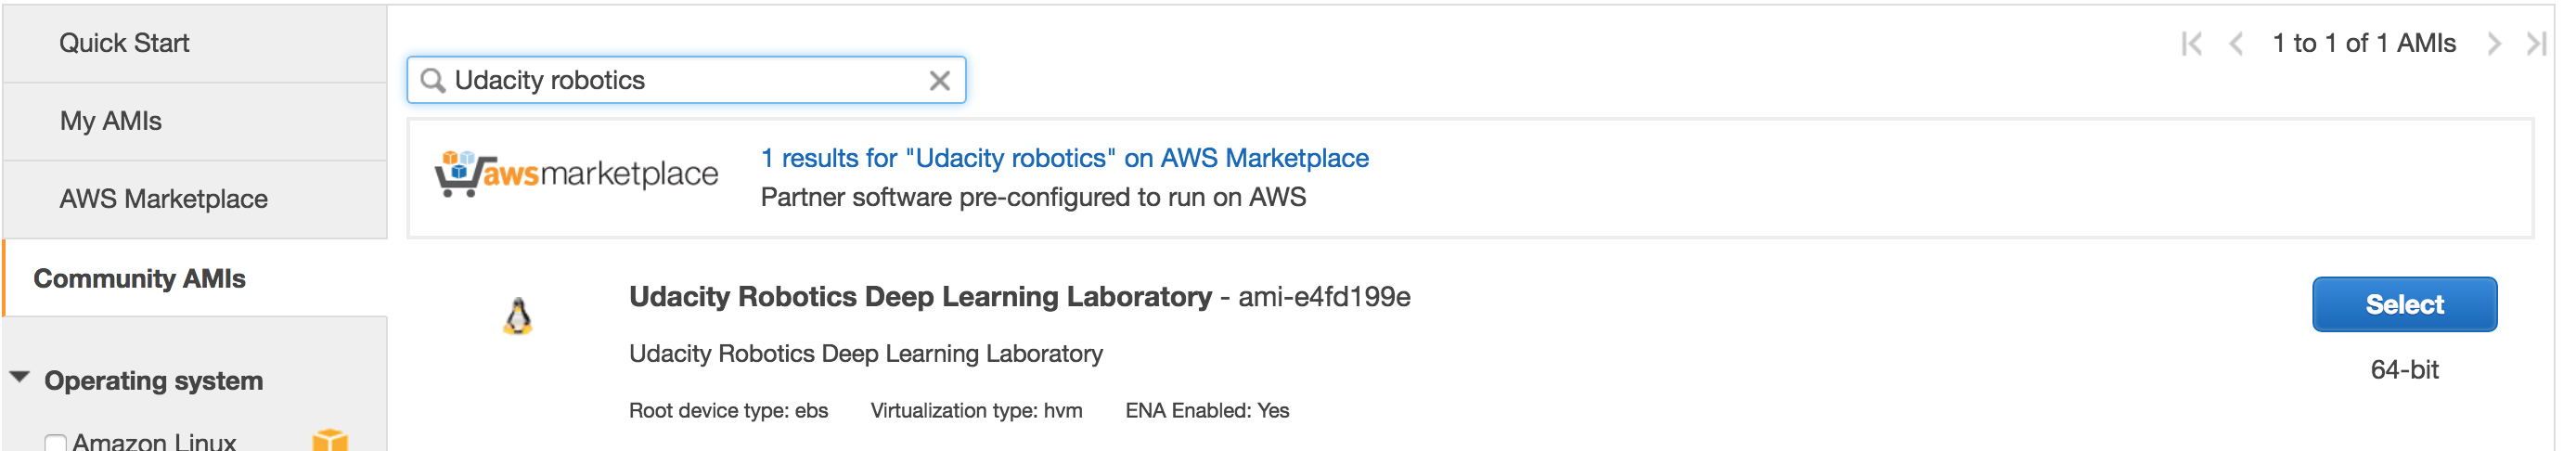 Quick Start
My AMIs
AWS Marketplace
Community AMIs
Operating system
Amazon Linux
1 to 1 of 1 AMIs
Udacity robotics
awsmarketplace
1 results for "Udacity robotics" on AWS Marketplace
Partner software pre-configured to run on AWS
Udacity Robotics Deep Learning Laboratory - ami-e4fd199e
Udacity Robotics Deep Learning Laboratory
Root device type: ebs Virtualization type: hvm ENA Enabled: Yes
Select
64-bit